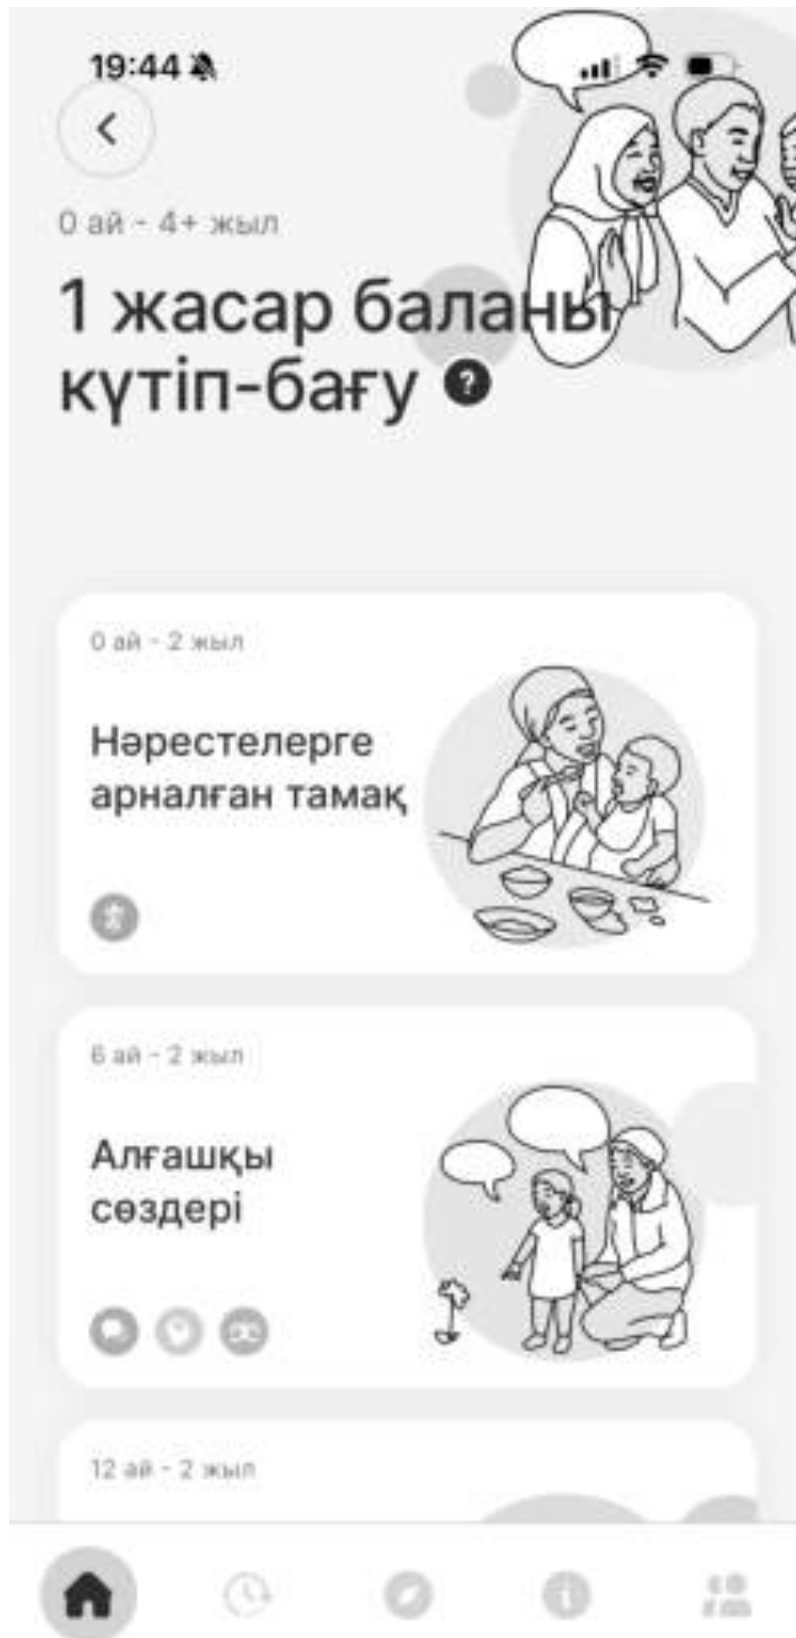 19:44
0 ай - 4+ жыл
1 жасар баланы
күтіп-бағу ?
0 ай - 2 жыл
Нәрестелерге
арналған тамақ
6 ай - 2 жыл
Алғашқы
сөздері
12 ай - 2 жыл